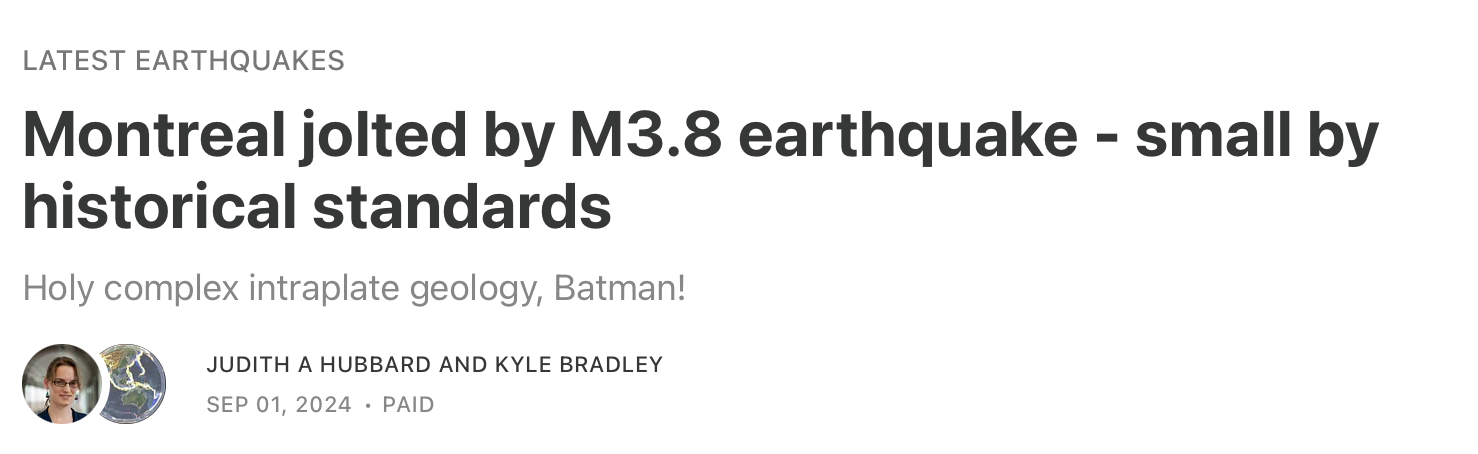 LATEST EARTHQUAKES
Montreal jolted by M3.8 earthquake - small by
historical standards
Holy complex intraplate geology, Batman!
JUDITH A HUBBARD AND KYLE BRADLEY
SEP 01, 2024 • PAID